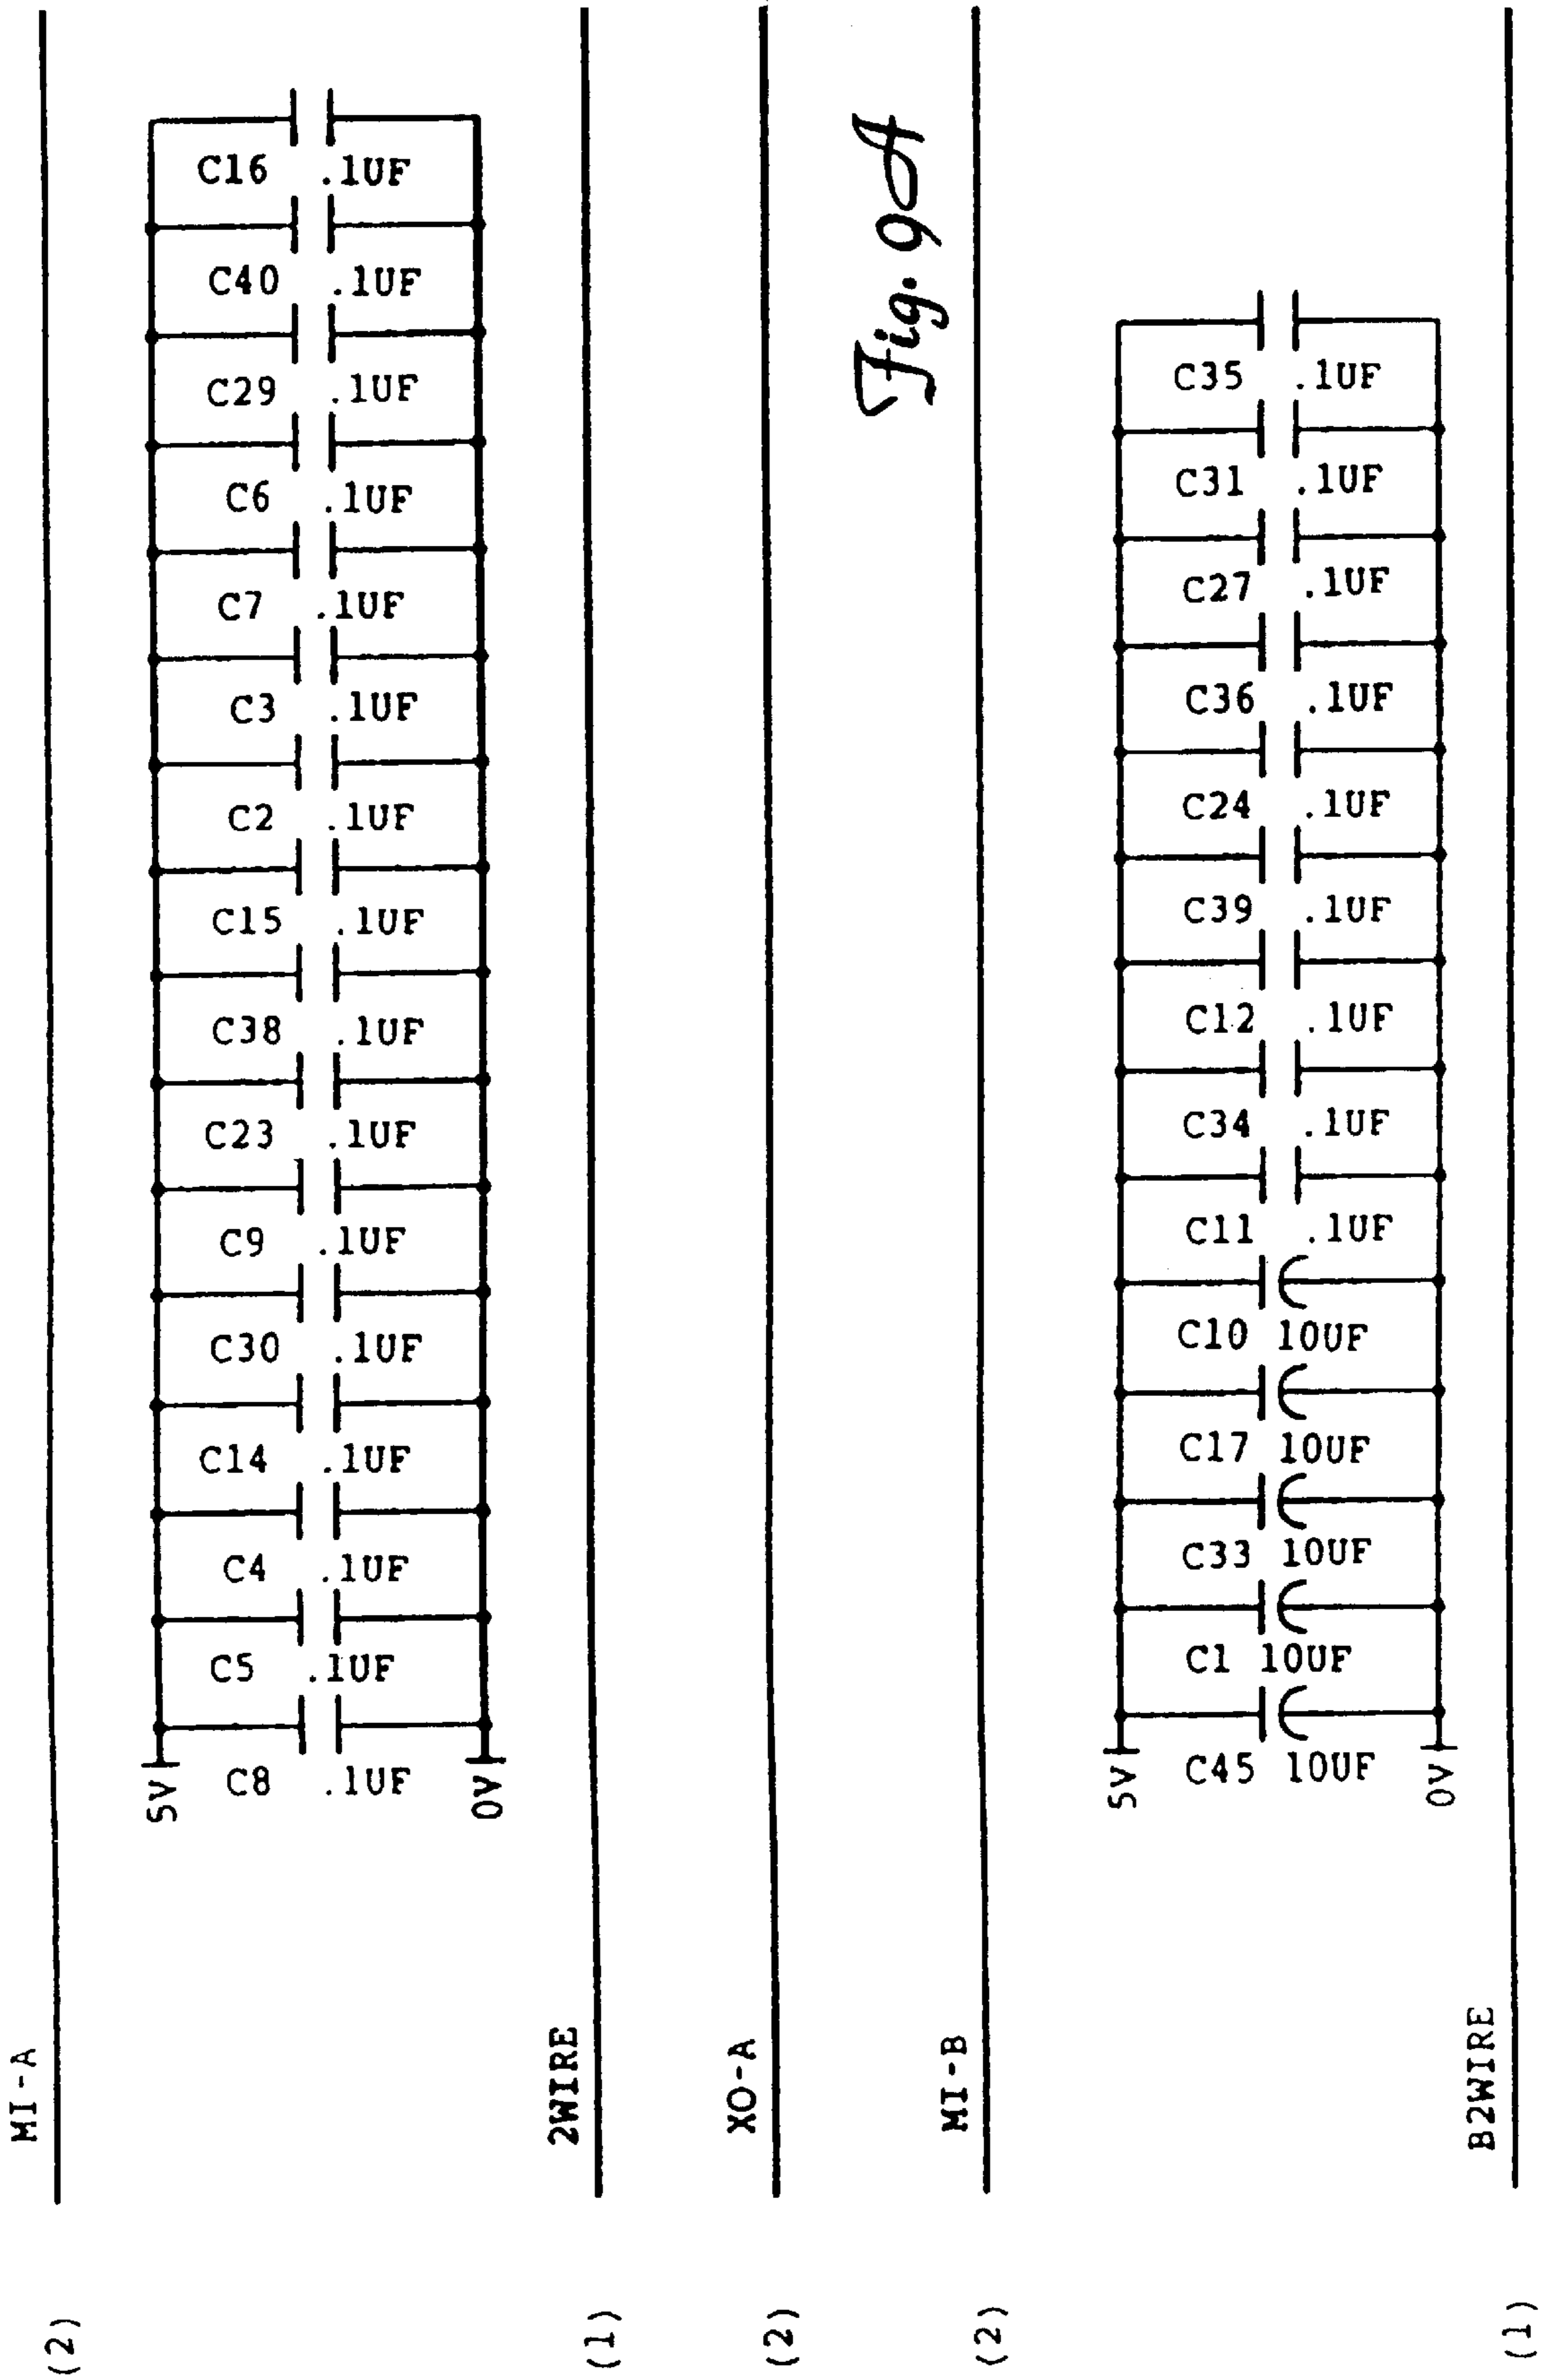 MI-A
(2)
C16 .1UF
C40 .1UF
C29 .1UF
C6 .1UF
C7 .1UF
C3 .1UF
C2 .1UF
C15 .1UF
C38 .1UF
C23 .1UF
C9 .1UF
C30 .1UF
C14 .1UF
C4 .1UF
C5 .1UF
C8 .1UF
5V
0V
2WIRE
(1)
XO-A
(2)
Fig. 9A
MI-B
(2)
C35 .1UF
C31 .1UF
C27 .1UF
C36 .1UF
C24 .1UF
C39 .1UF
C12 .1UF
C34 .1UF
C11 .1UF
C10 10UF
C17 10UF
C33 10UF
C1 10UF
C45 10UF
5V
0V
B2WIRE
(1)